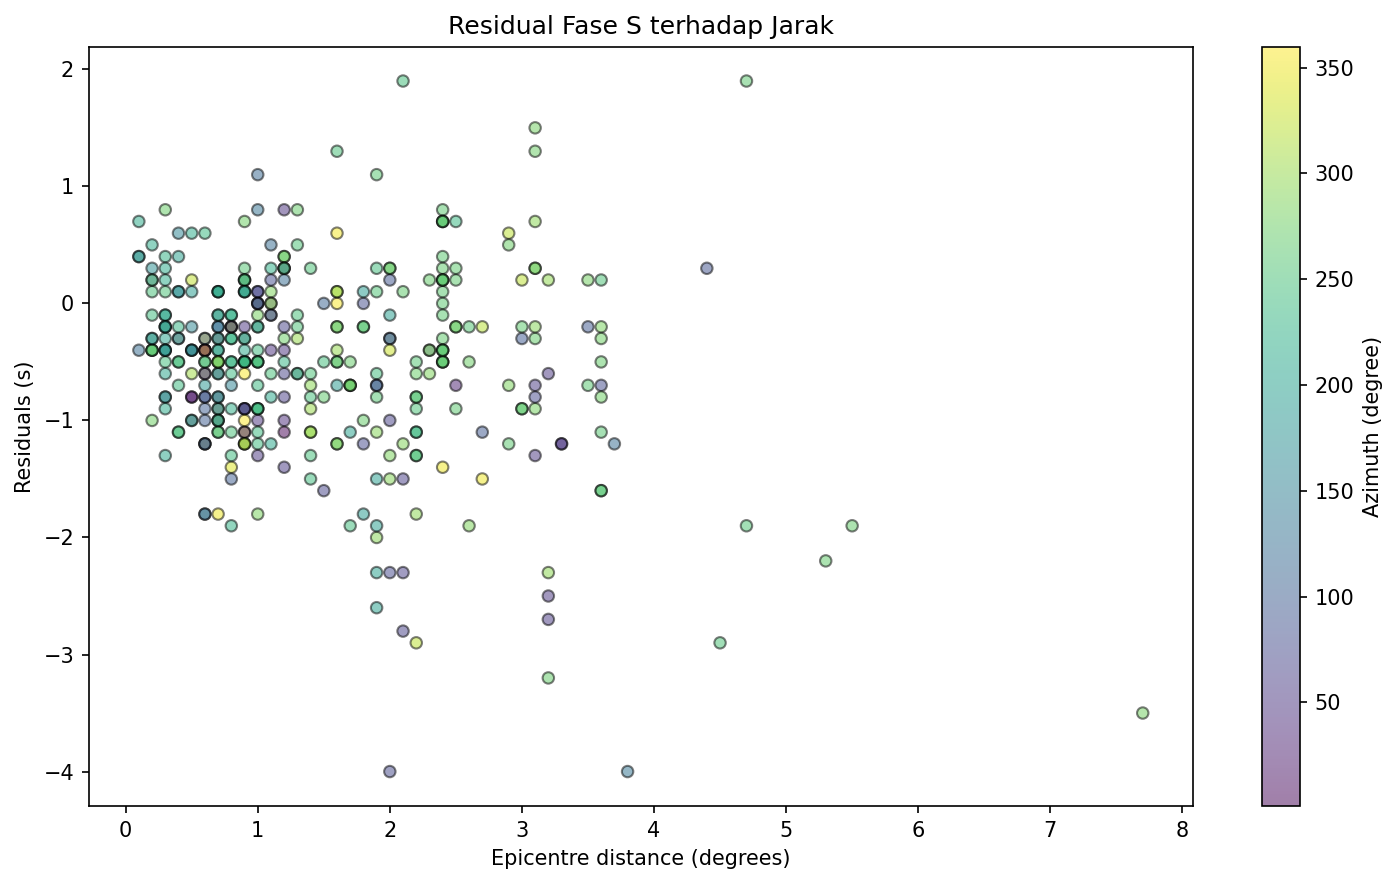 Residual Fase S terhadap Jarak
2
1
0
−1
−2
−3
−4
Residuals (s)
0 1 2 3 4 5 6 7 8
Epicentre distance (degrees)
350
300
250
200
150
100
50
Azimuth (degree)